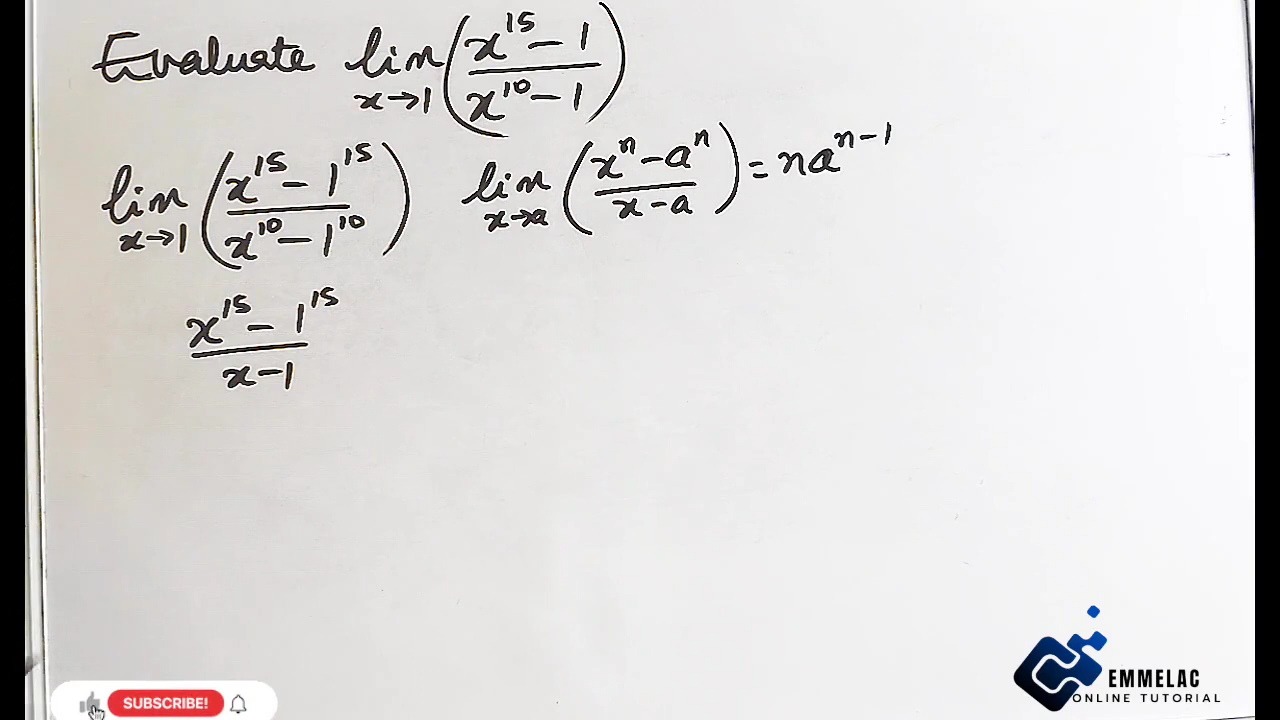 Evaluate lim x→1 (x^15 - 1 / x^10 - 1)
lim x→1 (x^15 - 1^15 / x^10 - 1^10) lim x→a (x^n - a^n / x - a) = na^n-1
x^15 - 1^15 / x - 1
EMMELAC
ONLINE TUTORIAL
SUBSCRIBE!